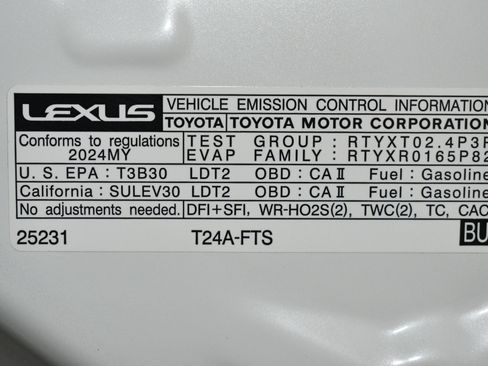 LEXUS VEHICLE EMISSION CONTROL INFORMATION
TOYOTA TOYOTA MOTOR CORPORATION
Conforms to regulations TEST GROUP : RTYXT02.4P3
2024MY EVAP FAMILY : RTYXR0165P82
U. S. EPA : T3B30 LDT2 OBD : CA II Fuel : Gasoline
California : SULEV30 LDT2 OBD : CA II Fuel : Gasoline
No adjustments needed. DFI+SFI, WR-HO2S(2), TWC(2), TC, CAC
25231 T24A-FTS BU